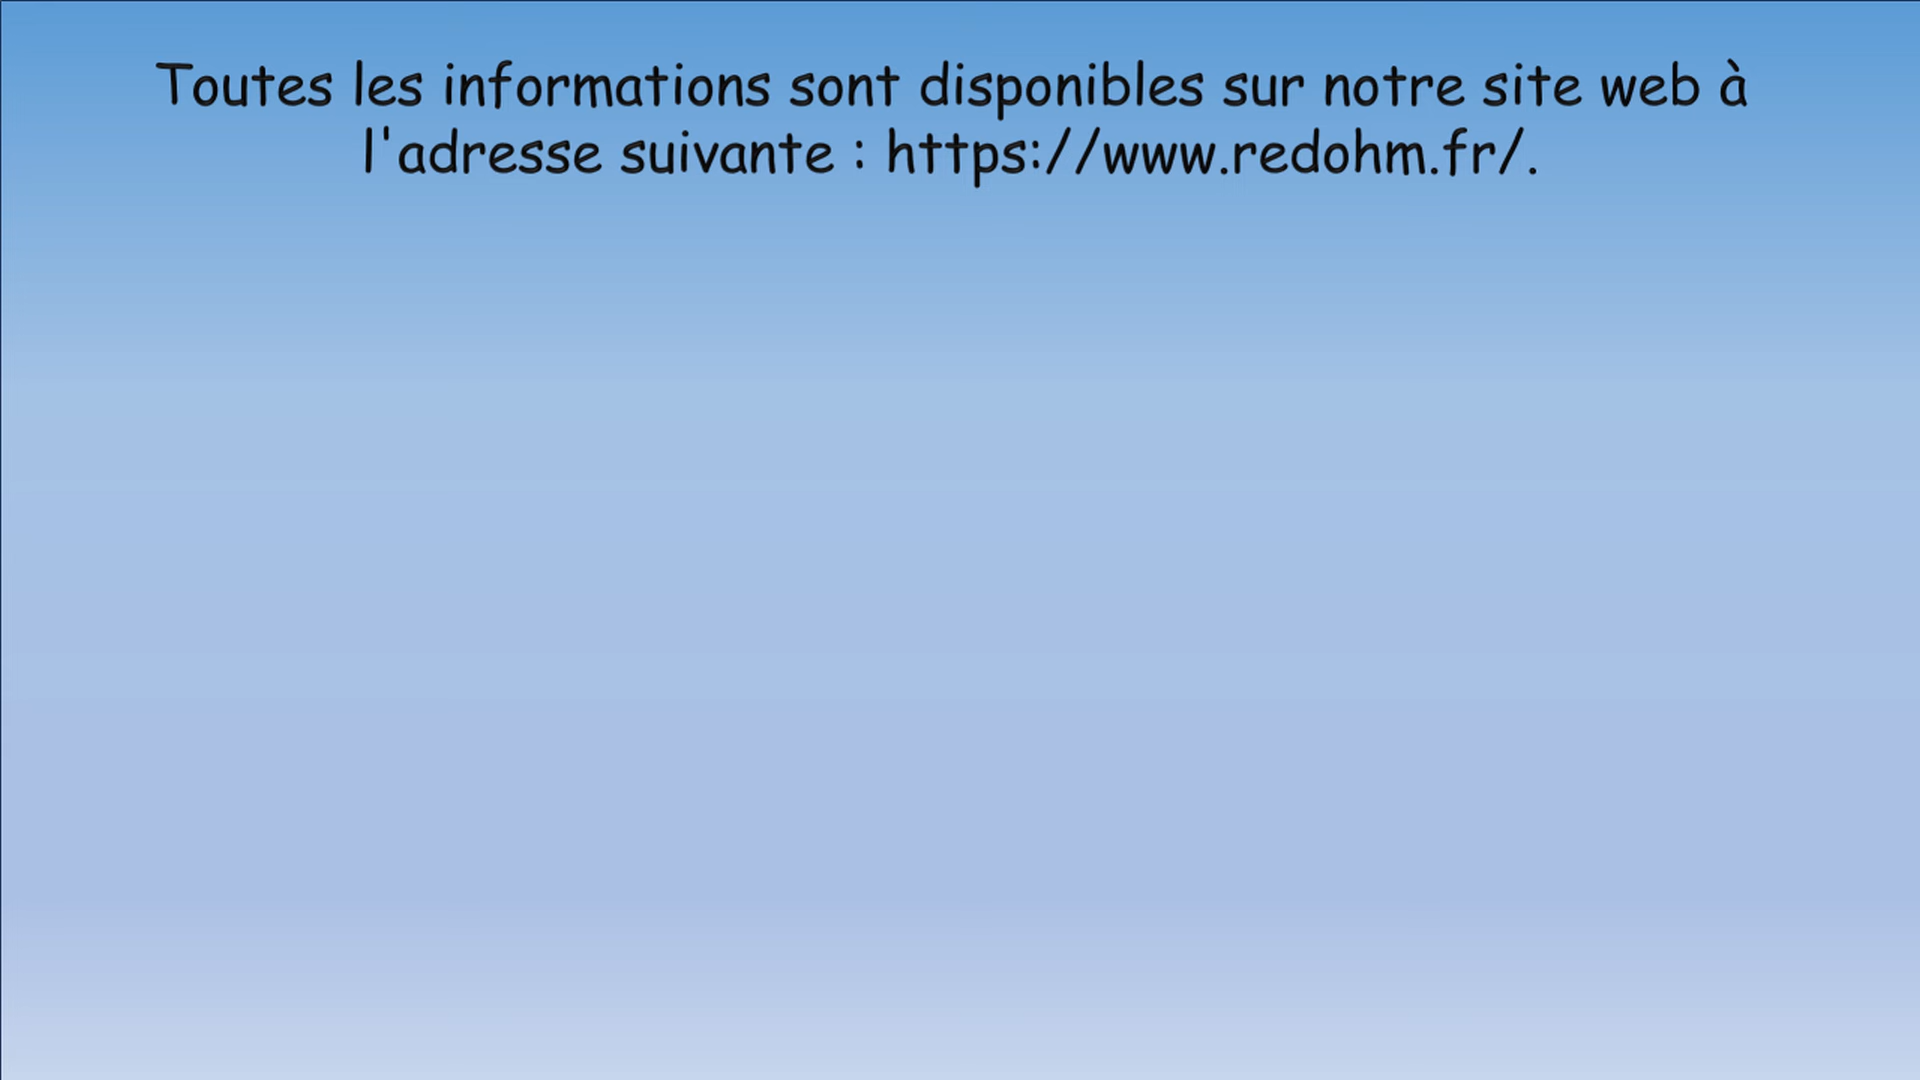 Toutes les informations sont disponibles sur notre site web à
l'adresse suivante : https://www.redohm.fr/.